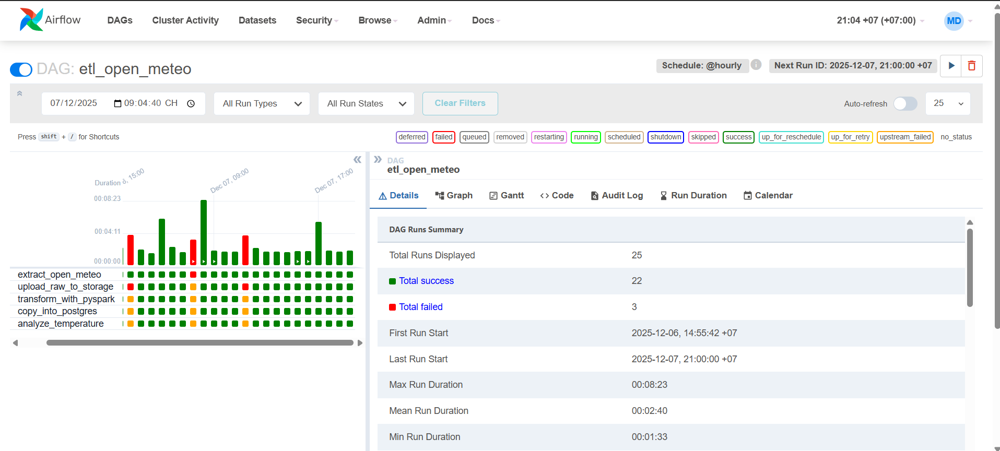 Airflow DAGs Cluster Activity Datasets Security Browse Admin Docs 21:04 +07 (+07:00) MD
DAG: etl_open_meteo Schedule: @hourly i Next Run ID: 2025-12-07, 21:00:00 +07
07/12/2025 09:04:40 CH All Run Types All Run States Clear Filters Auto-refresh 25
Press shift + / for Shortcuts deferred failed queued removed restarting running scheduled shutdown skipped success up_for_reschedule up_for_retry upstream_failed no_status
15:00 Dec 07, 09:00 Dec 07, 17:00
Duration
00:08:23
00:04:11
00:00:00
extract_open_meteo
upload_raw_to_storage
transform_with_pyspark
copy_into_postgres
analyze_temperature
DAG
etl_open_meteo
Details Graph Gantt Code Audit Log Run Duration Calendar
DAG Runs Summary
Total Runs Displayed 25
Total success 22
Total failed 3
First Run Start 2025-12-06, 14:55:42 +07
Last Run Start 2025-12-07, 21:00:00 +07
Max Run Duration 00:08:23
Mean Run Duration 00:02:40
Min Run Duration 00:01:33